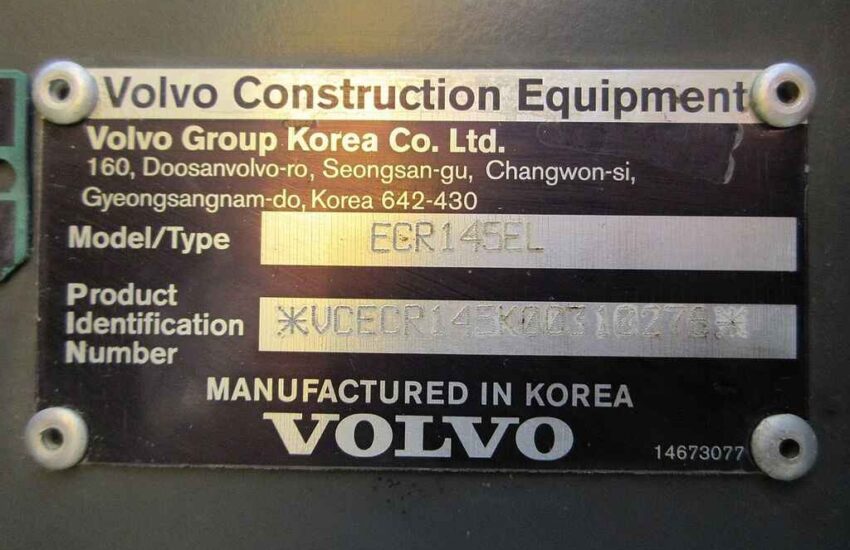 Volvo Construction Equipment
Volvo Group Korea Co. Ltd.
160, Doosanvolvo-ro, Seongsan-gu, Changwon-si,
Gyeongsangnam-do, Korea 642-430
Model/Type ECR145EL
Product
Identification
Number
*VCECR145K00310276*
MANUFACTURED IN KOREA
VOLVO
14673077